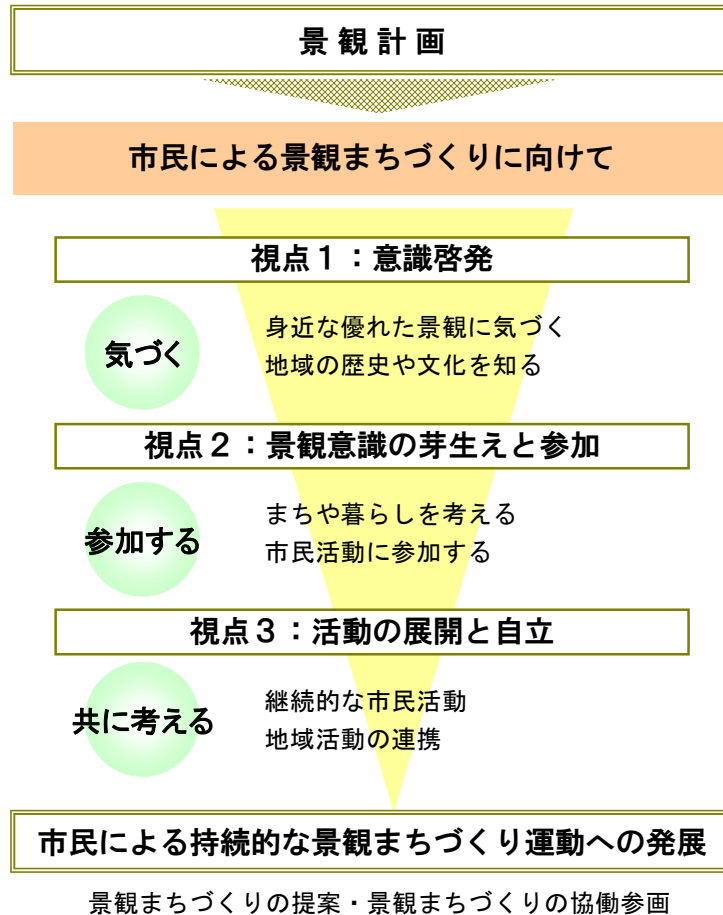 景観計画
市民による景観まちづくりに向けて
視点１：意識啓発
気づく
身近な優れた景観に気づく
地域の歴史や文化を知る
視点２：景観意識の芽生えと参加
参加する
まちや暮らしを考える
市民活動に参加する
視点３：活動の展開と自立
共に考える
継続的な市民活動
地域活動の連携
市民による持続的な景観まちづくり運動への発展
景観まちづくりの提案・景観まちづくりの協働参画